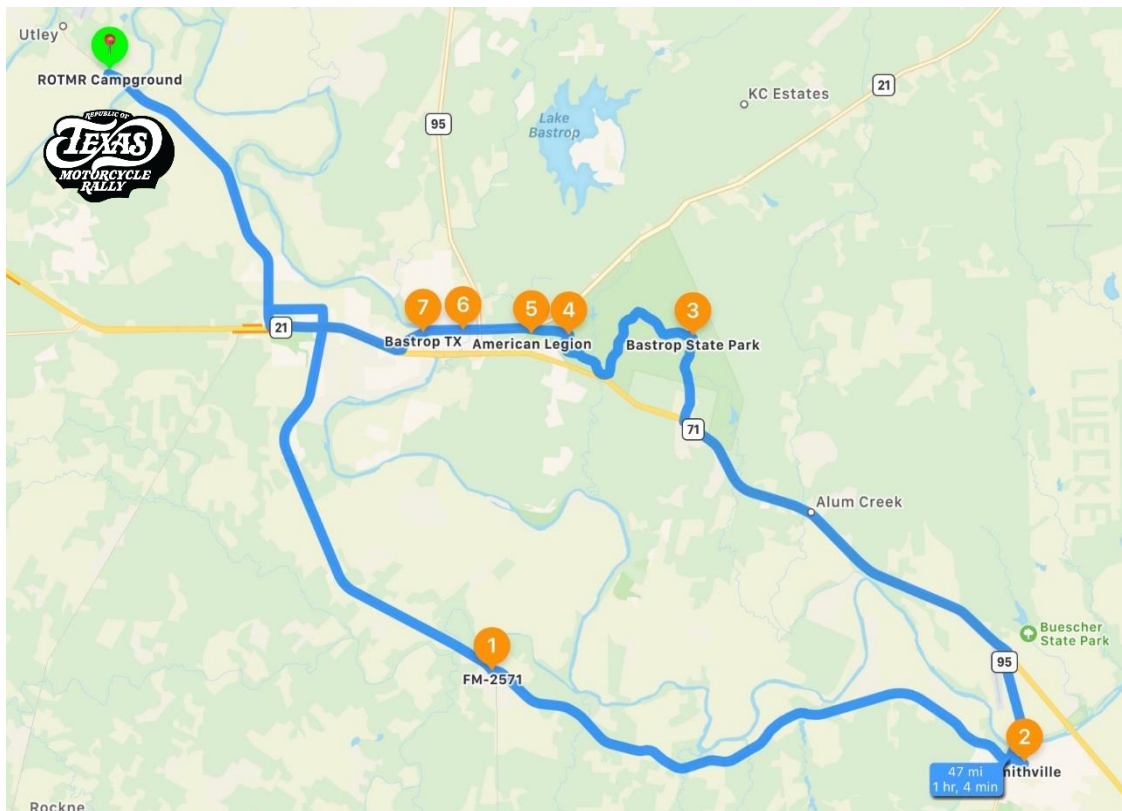 Utley
ROTMR Campground
REPUBLIC OF
TEXAS
MOTORCYCLE
RALLY
95
Lake
Bastrop
KC Estates
21
21
7
6
5
4
3
Bastrop TX
American Legion
Bastrop State Park
71
LUECKE
Alum Creek
1
FM-2571
Buescher
State Park
95
2
mithville
47 mi
1 hr, 4 min
Rockne